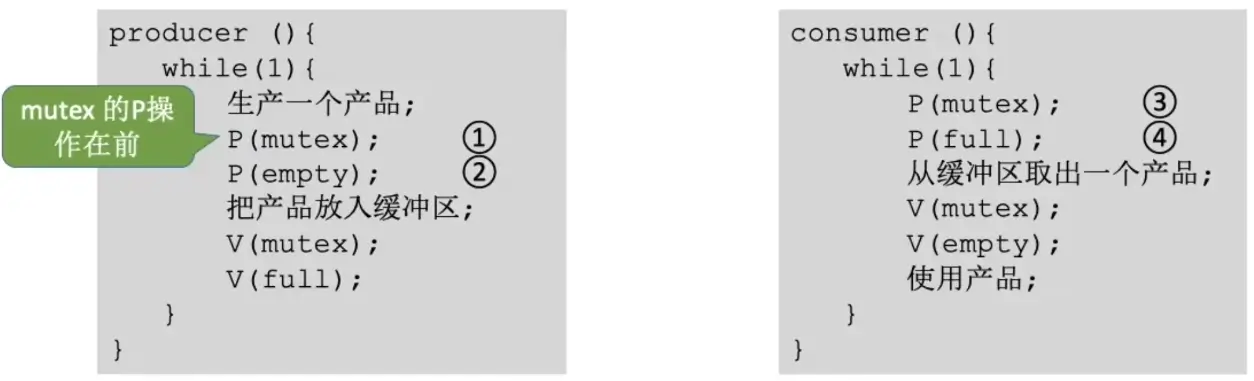 producer (){
while(1){
生产一个产品;
mutex 的P操
作在前
P(mutex); ①
P(empty); ②
把产品放入缓冲区;
V(mutex);
V(full);
}
}
consumer (){
while(1){
P(mutex); ③
P(full); ④
从缓冲区取出一个产品;
V(mutex);
V(empty);
使用产品;
}
}